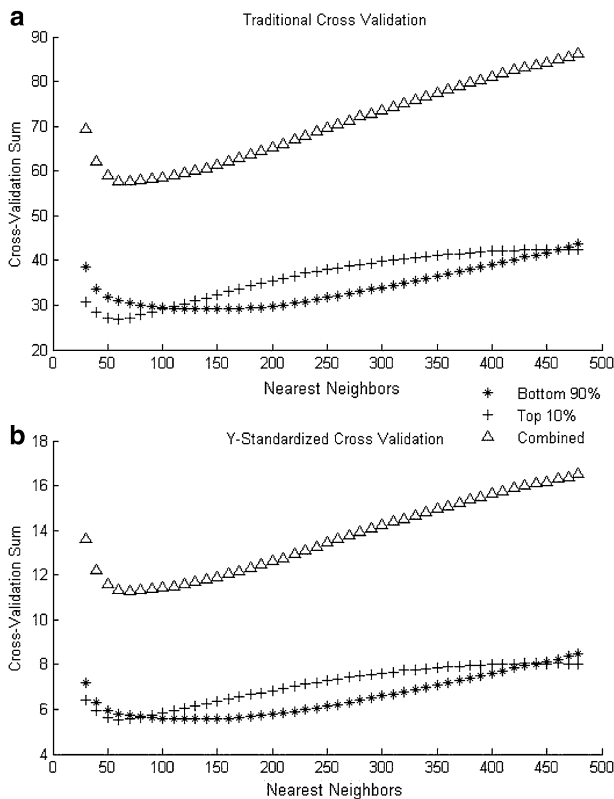 a
Traditional Cross Validation
90
80
70
60
50
40
30
20
Cross-Validation Sum
0 50 100 150 200 250 300 350 400 450 500
Nearest Neighbors
Bottom 90%
Top 10%
Combined
b
Y-Standardized Cross Validation
18
16
14
12
10
8
6
4
Cross-Validation Sum
0 50 100 150 200 250 300 350 400 450 500
Nearest Neighbors